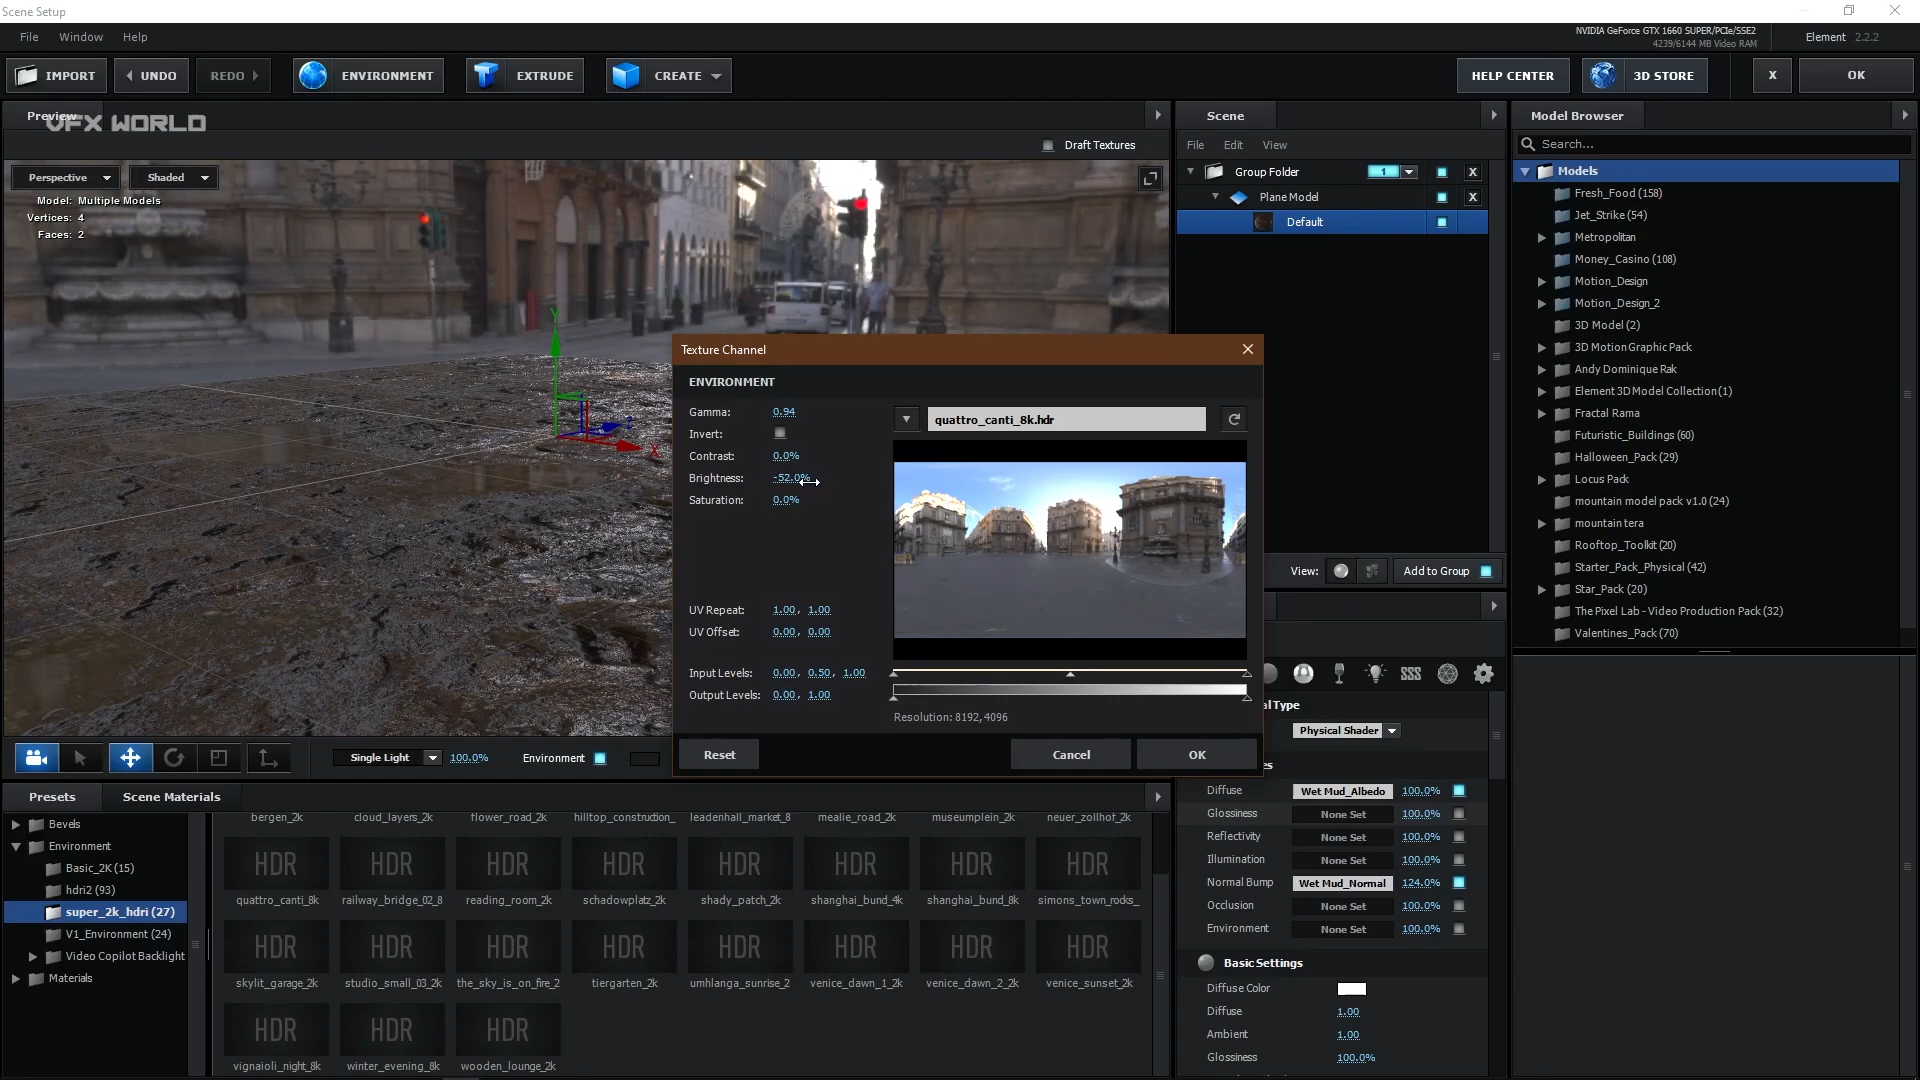 Scene Setup
File Window Help
NVIDIA GeForce GTX 1660 SUPER/PCIe/SSE2
4239/6144 MB Video RAM
Element 2.2.2
IMPORT UNDO REDO ENVIRONMENT EXTRUDE CREATE HELP CENTER 3D STORE X OK
Preview
VFX WORLD
Draft Textures
Perspective Shaded
Model: Multiple Models
Vertices: 4
Faces: 2
Y
X
Scene
File Edit View
Group Folder 1 X
Plane Model X
Default
View: Add to Group
Model Browser
Search...
Models
Fresh_Food (158)
Jet_Strike (54)
Metropolitan
Money_Casino (108)
Motion_Design
Motion_Design_2
3D Model (2)
3D Motion Graphic Pack
Andy Dominique Rak
Element 3D Model Collection (1)
Fractal Rama
Futuristic_Buildings (60)
Halloween_Pack (29)
Locus Pack
mountain model pack v1.0 (24)
mountain tera
Rooftop_Toolkit (20)
Starter_Pack_Physical (42)
Star_Pack (20)
The Pixel Lab - Video Production Pack (32)
Valentines_Pack (70)
Texture Channel
ENVIRONMENT
Gamma: 0.94
Invert:
Contrast: 0.0%
Brightness: -52.0%
Saturation: 0.0%
UV Repeat: 1.00, 1.00
UV Offset: 0.00, 0.00
Input Levels: 0.00, 0.50, 1.00
Output Levels: 0.00, 1.00
quattro_canti_8k.hdr
Resolution: 8192, 4096
Reset Cancel OK
Single Light 100.0% Environment
Presets Scene Materials
Bevels
Environment
Basic_2K (15)
hdri2 (93)
super_2k_hdri (27)
V1_Environment (24)
Video Copilot Backlight
Materials
bergen_2k cloud_layers_2k flower_road_2k hilltop_construction_ leadenhall_market_8 mealie_road_2k museumplein_2k neuer_zollhof_2k
HDR HDR HDR HDR HDR HDR HDR HDR
quattro_canti_8k railway_bridge_02_8 reading_room_2k schadowplatz_2k shady_patch_2k shanghai_bund_4k shanghai_bund_8k simons_town_rocks_
HDR HDR HDR HDR HDR HDR HDR HDR
skylit_garage_2k studio_small_03_2k the_sky_is_on_fire_2 tiergarten_2k umhlanga_sunrise_2 venice_dawn_1_2k venice_dawn_2_2k venice_sunset_2k
HDR HDR HDR
vignaioli_night_8k winter_evening_8k wooden_lounge_2k
al Type
Physical Shader
es
Diffuse Wet Mud_Albedo 100.0%
Glossiness None Set 100.0%
Reflectivity None Set 100.0%
Illumination None Set 100.0%
Normal Bump Wet Mud_Normal 124.0%
Occlusion None Set 100.0%
Environment None Set 100.0%
Basic Settings
Diffuse Color
Diffuse 1.00
Ambient 1.00
Glossiness 100.0%